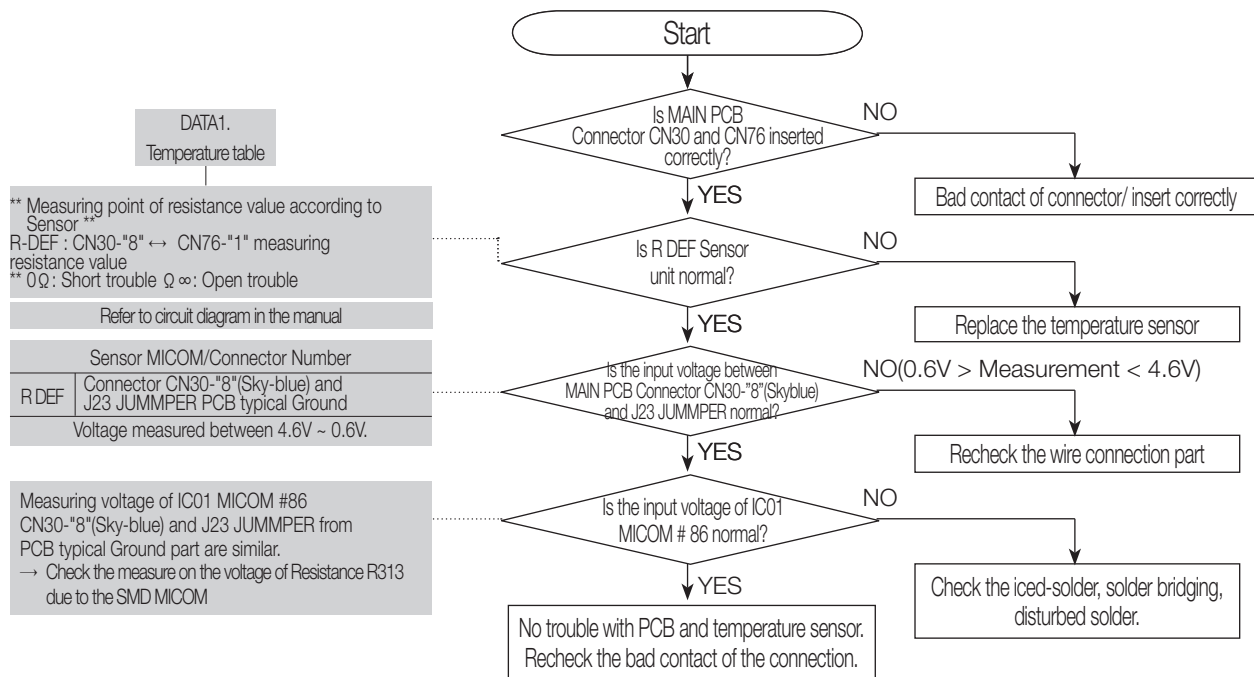 Start
Is MAIN PCB
Connector CN30 and CN76 inserted
correctly?
NO
Bad contact of connector/ insert correctly
YES
DATA1.
Temperature table
** Measuring point of resistance value according to
Sensor **
R-DEF : CN30-"8" ↔ CN76-"1" measuring
resistance value
** 0Ω: Short trouble Ω∞: Open trouble
Refer to circuit diagram in the manual
Is R DEF Sensor
unit normal?
NO
Replace the temperature sensor
YES
Sensor MICOM/Connector Number
R DEF
Connector CN30-"8"(Sky-blue) and
J23 JUMMPER PCB typical Ground
Voltage measured between 4.6V ~ 0.6V.
Is the input voltage between
MAIN PCB Connector CN30-"8"(Skyblue)
and J23 JUMMPER normal?
NO(0.6V > Measurement < 4.6V)
Recheck the wire connection part
YES
Measuring voltage of IC01 MICOM #86
CN30-"8"(Sky-blue) and J23 JUMMPER from
PCB typical Ground part are similar.
→ Check the measure on the voltage of Resistance R313
due to the SMD MICOM
Is the input voltage of IC01
MICOM # 86 normal?
NO
Check the iced-solder, solder bridging,
disturbed solder.
YES
No trouble with PCB and temperature sensor.
Recheck the bad contact of the connection.